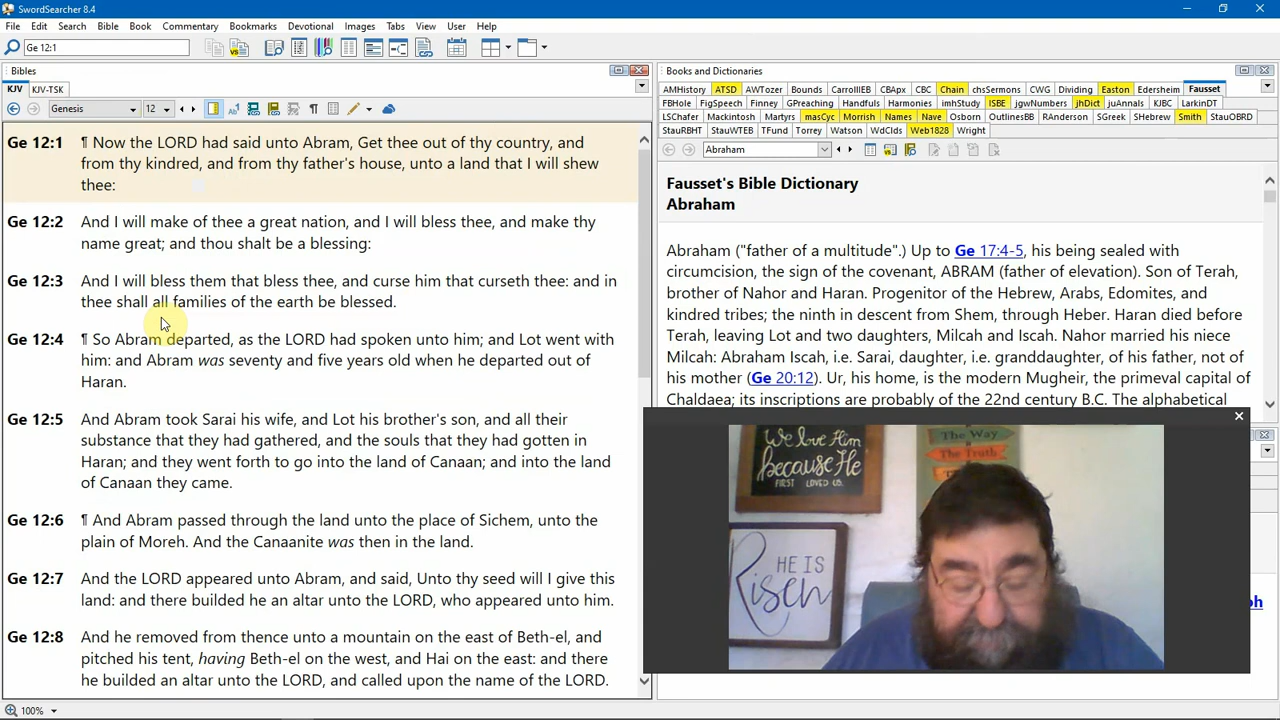 SwordSearcher 8.4
File Edit Search Bible Book Commentary Bookmarks Devotional Images Tabs View User Help
Ge 12:1
Bibles
KJV KJV-TSK
Genesis 12
Ge 12:1 ¶ Now the LORD had said unto Abram, Get thee out of thy country, and
from thy kindred, and from thy father's house, unto a land that I will shew
thee:
Ge 12:2 And I will make of thee a great nation, and I will bless thee, and make thy
name great; and thou shalt be a blessing:
Ge 12:3 And I will bless them that bless thee, and curse him that curseth thee: and in
thee shall all families of the earth be blessed.
Ge 12:4 ¶ So Abram departed, as the LORD had spoken unto him; and Lot went with
him: and Abram was seventy and five years old when he departed out of
Haran.
Ge 12:5 And Abram took Sarai his wife, and Lot his brother's son, and all their
substance that they had gathered, and the souls that they had gotten in
Haran; and they went forth to go into the land of Canaan; and into the land
of Canaan they came.
Ge 12:6 ¶ And Abram passed through the land unto the place of Sichem, unto the
plain of Moreh. And the Canaanite was then in the land.
Ge 12:7 And the LORD appeared unto Abram, and said, Unto thy seed will I give this
land: and there builded he an altar unto the LORD, who appeared unto him.
Ge 12:8 And he removed from thence unto a mountain on the east of Beth-el, and
pitched his tent, having Beth-el on the west, and Hai on the east: and there
he builded an altar unto the LORD, and called upon the name of the LORD.
100%
Books and Dictionaries
AMHistory ATSD AWTozer Bounds CarrollIEB CBApx CBC Chain chsSermons CWG Dividing Easton Edersheim Fausset
FBHole FigSpeech Finney GPreaching Handfuls Harmonies imhStudy ISBE jgwNumbers jhDict juAnnals KJBC LarkinDT
LSChafer Mackintosh Martyrs masCyc Morrish Names Nave Osborn OutlinesBB RAnderson SGreek SHebrew Smith StauOBRD
StauRBHT StauWTEB TFund Torrey Watson WdClds Web1828 Wright
Abraham
Fausset's Bible Dictionary
Abraham
Abraham ("father of a multitude".) Up to Ge 17:4-5, his being sealed with
circumcision, the sign of the covenant, ABRAM (father of elevation). Son of Terah,
brother of Nahor and Haran. Progenitor of the Hebrew, Arabs, Edomites, and
kindred tribes; the ninth in descent from Shem, through Heber. Haran died before
Terah, leaving Lot and two daughters, Milcah and Iscah. Nahor married his niece
Milcah: Abraham Iscah, i.e. Sarai, daughter, i.e. granddaughter, of his father, not of
his mother (Ge 20:12). Ur, his home, is the modern Mugheir, the primeval capital of
Chaldaea; its inscriptions are probably of the 22nd century B.C. The alphabetical
We love Him
because He
FIRST LOVED US.
The Way
The Truth
HE IS
Risen